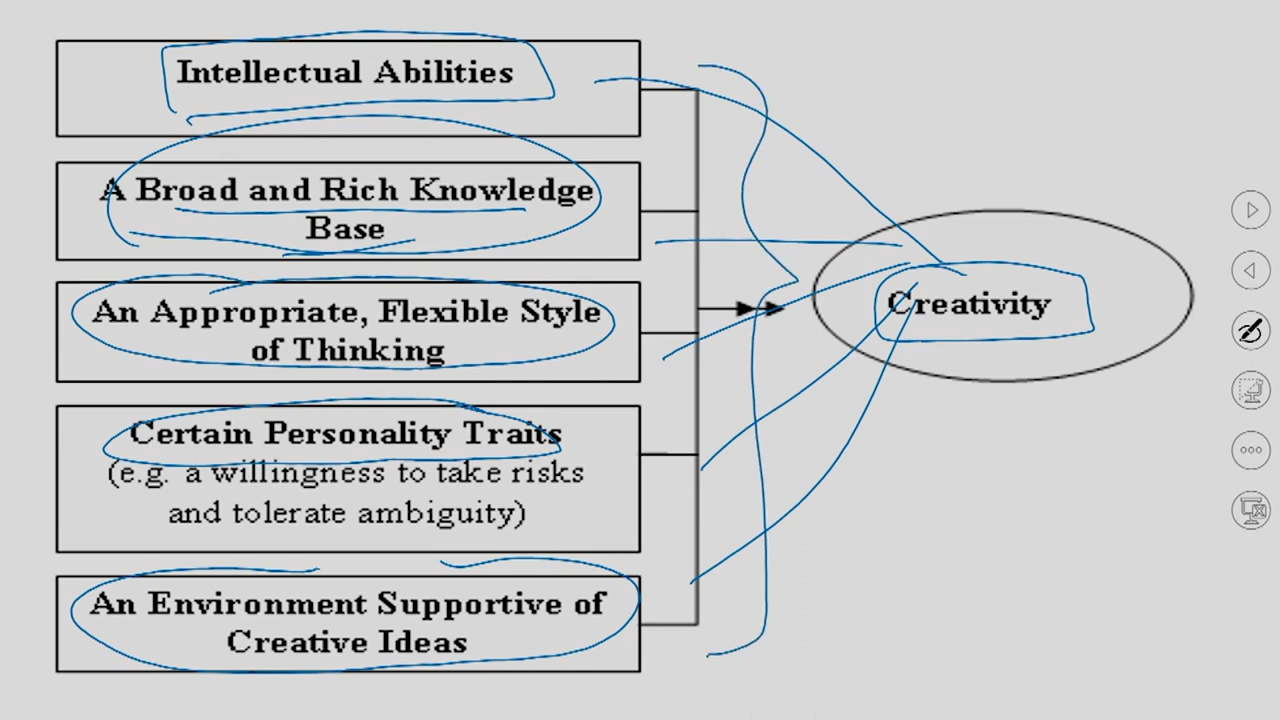 Intellectual Abilities
A Broad and Rich Knowledge
Base
An Appropriate, Flexible Style
of Thinking
Certain Personality Traits
(e.g. a willingness to take risks
and tolerate ambiguity)
An Environment Supportive of
Creative Ideas
Creativity